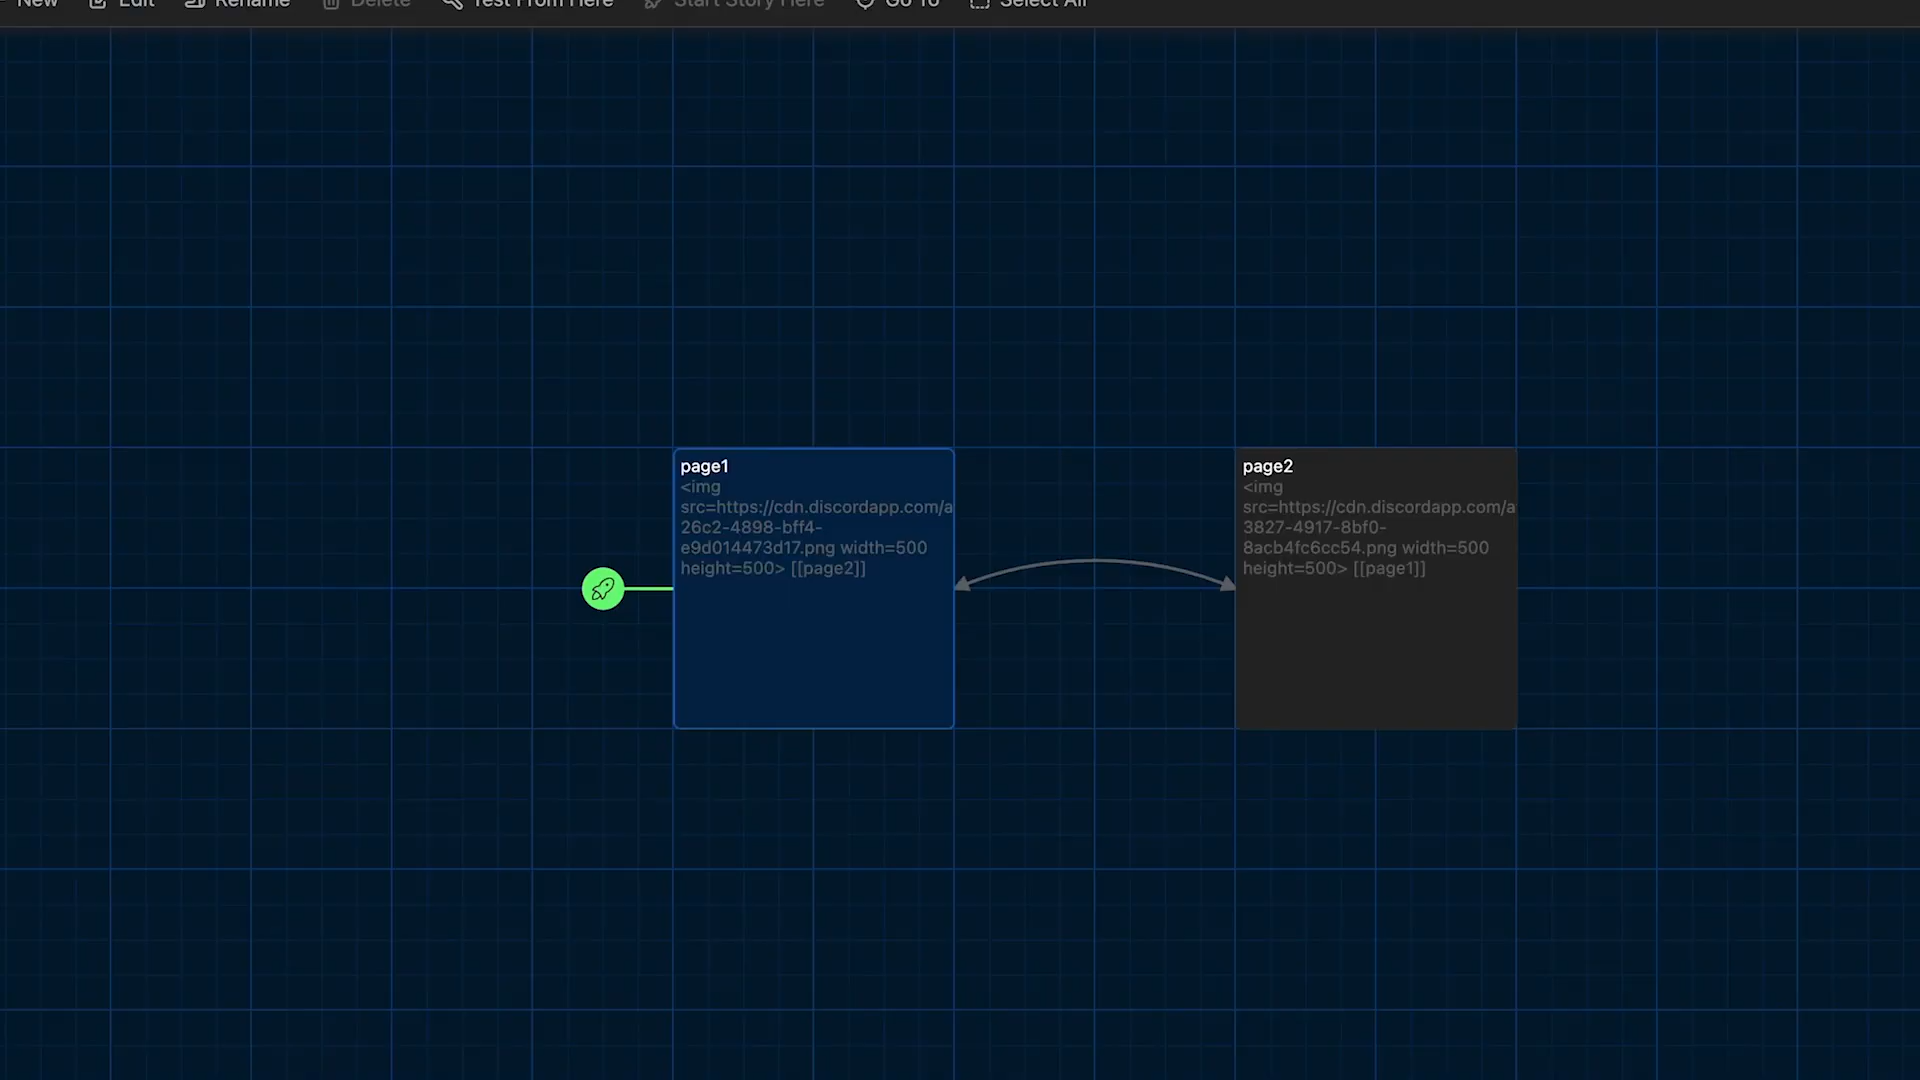 New Edit Rename Delete Test From Here Start Story Here Go To Select All
page1
<img
src=https://cdn.discordapp.com/a
26c2-4898-bff4-
e9d014473d17.png width=500
height=500> [[page2]]
page2
<img
src=https://cdn.discordapp.com/a
3827-4917-8bf0-
8acb4fc6cc54.png width=500
height=500> [[page1]]